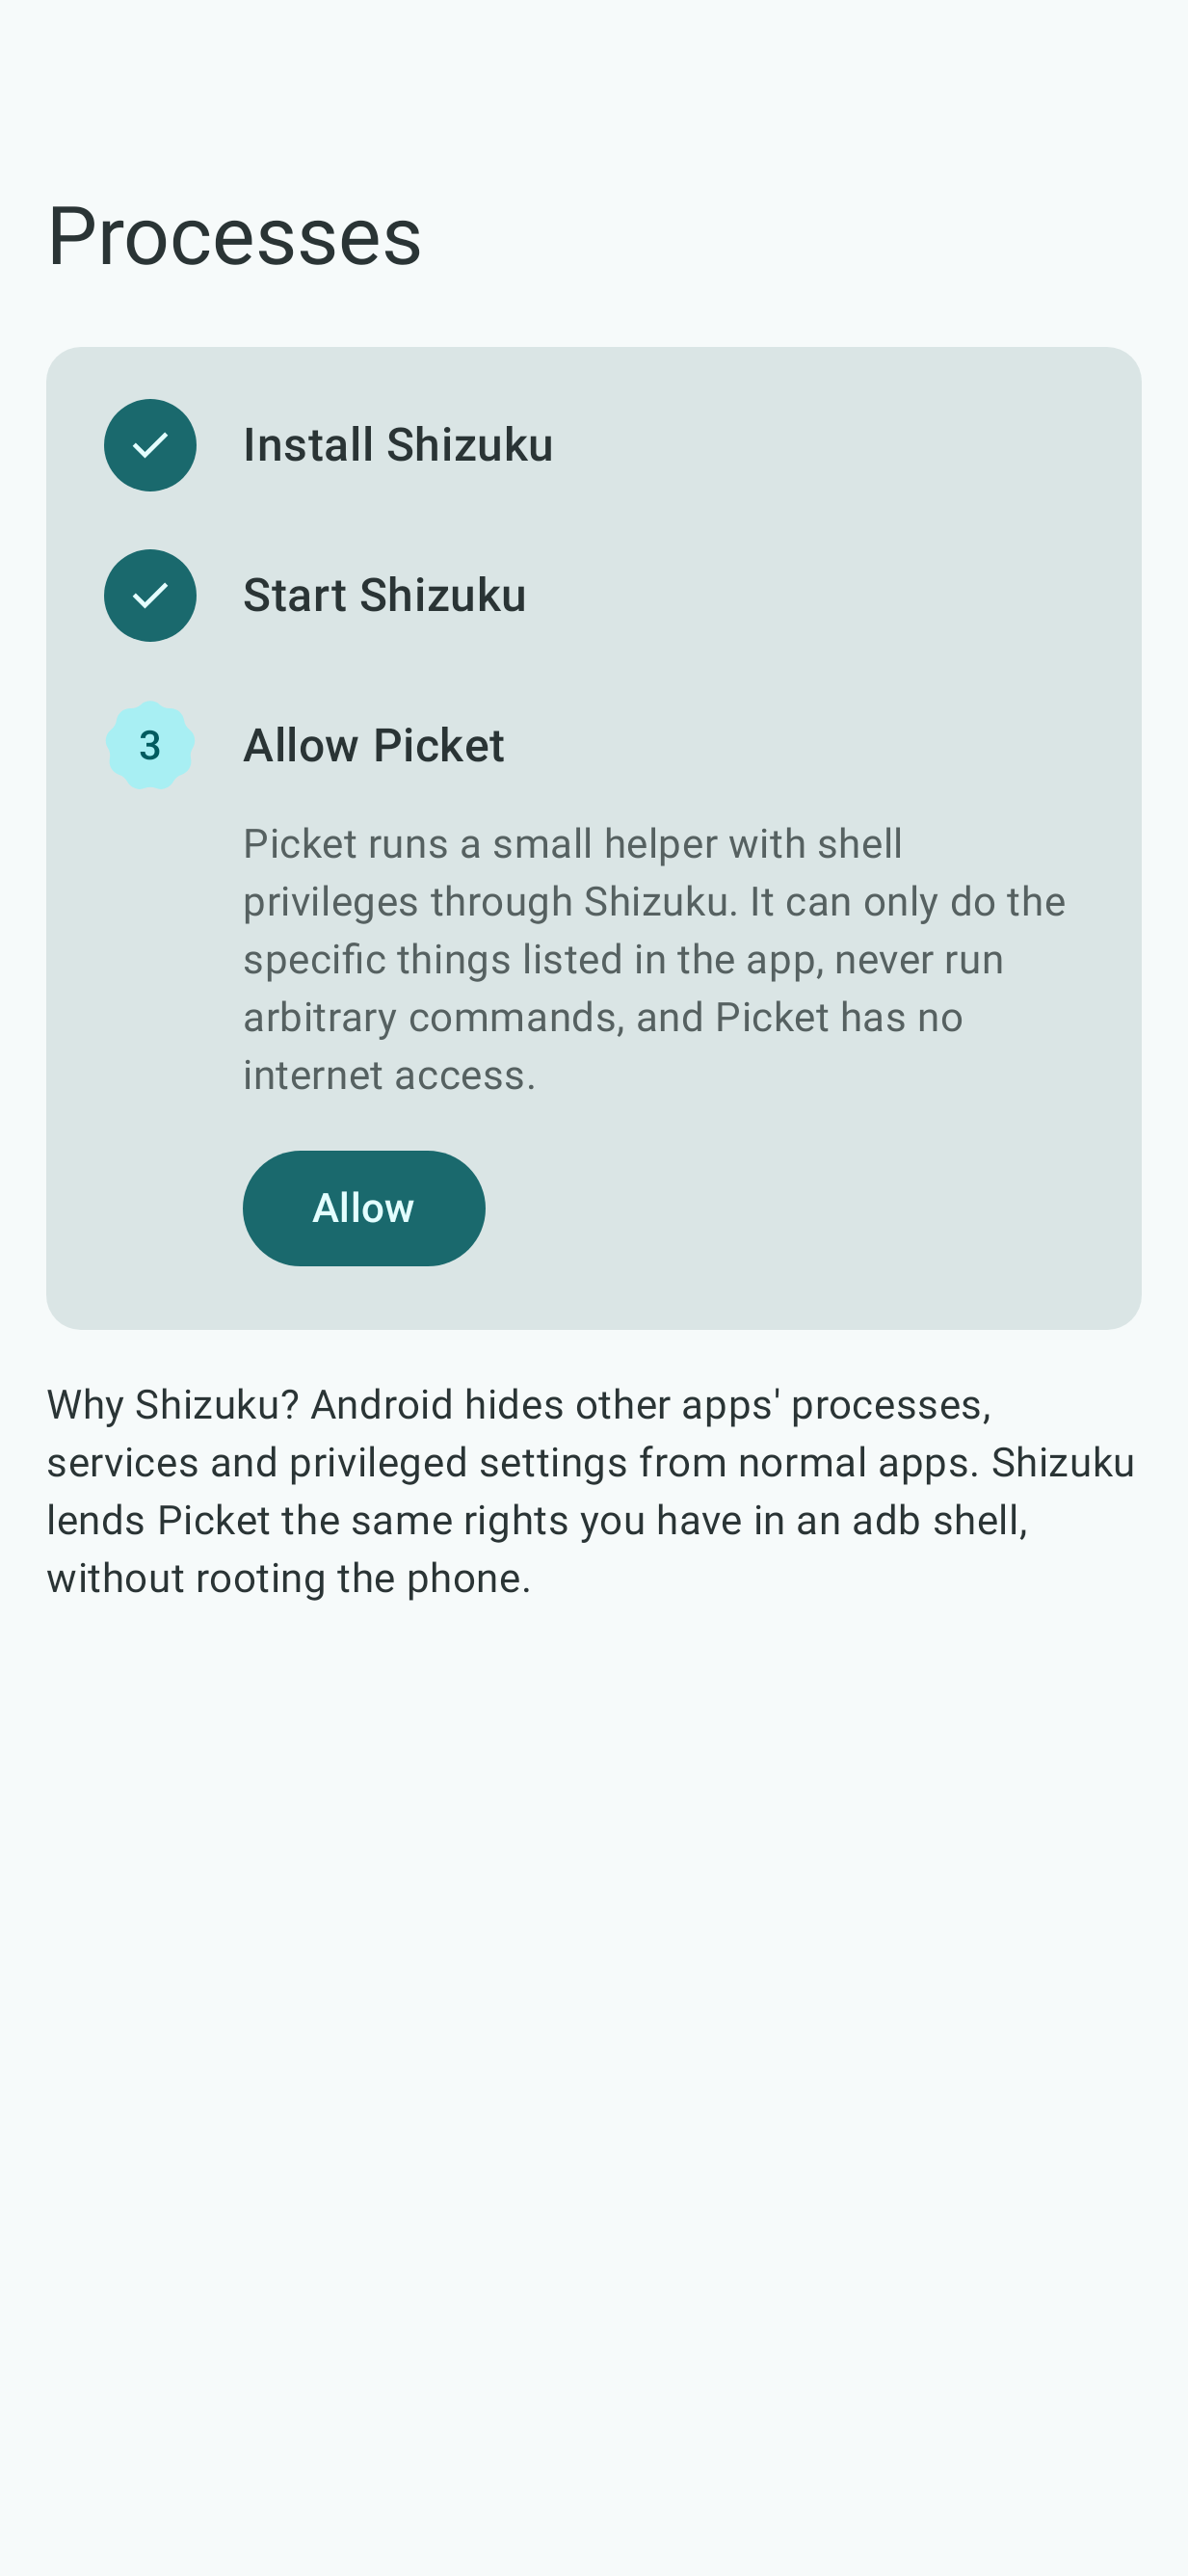 Processes
Install Shizuku
Start Shizuku
3
Allow Picket
Picket runs a small helper with shell
privileges through Shizuku. It can only do the
specific things listed in the app, never run
arbitrary commands, and Picket has no
internet access.
Allow
Why Shizuku? Android hides other apps' processes,
services and privileged settings from normal apps. Shizuku
lends Picket the same rights you have in an adb shell,
without rooting the phone.